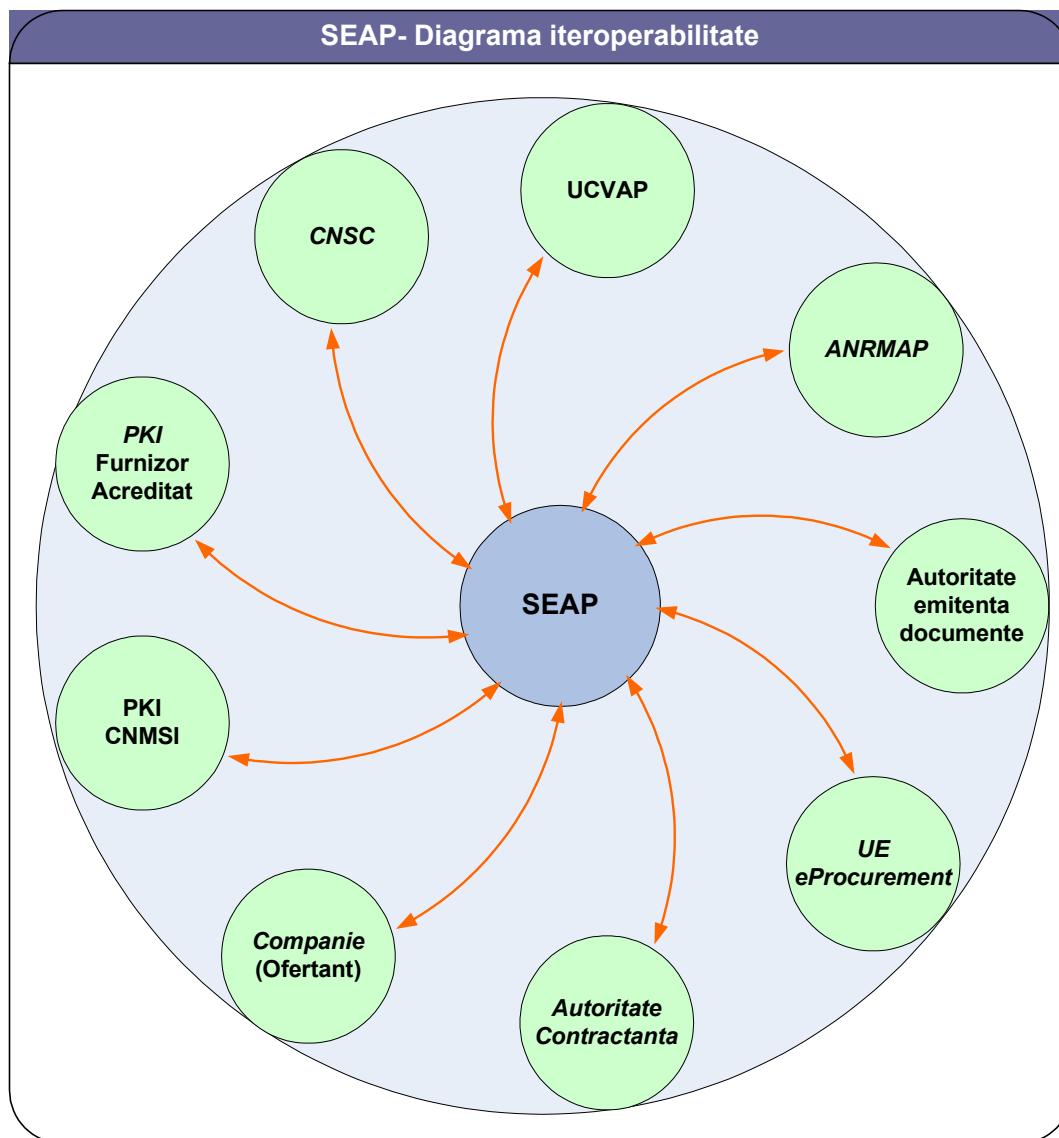 SEAP- Diagrama iteroperabilitate
UCVAP
CNSC
ANRMAP
PKI
Furnizor
Acreditat
Autoritate
emitenta
documente
SEAP
PKI
CNMSI
UE
eProcurement
Companie
(Ofertant)
Autoritate
Contractanta